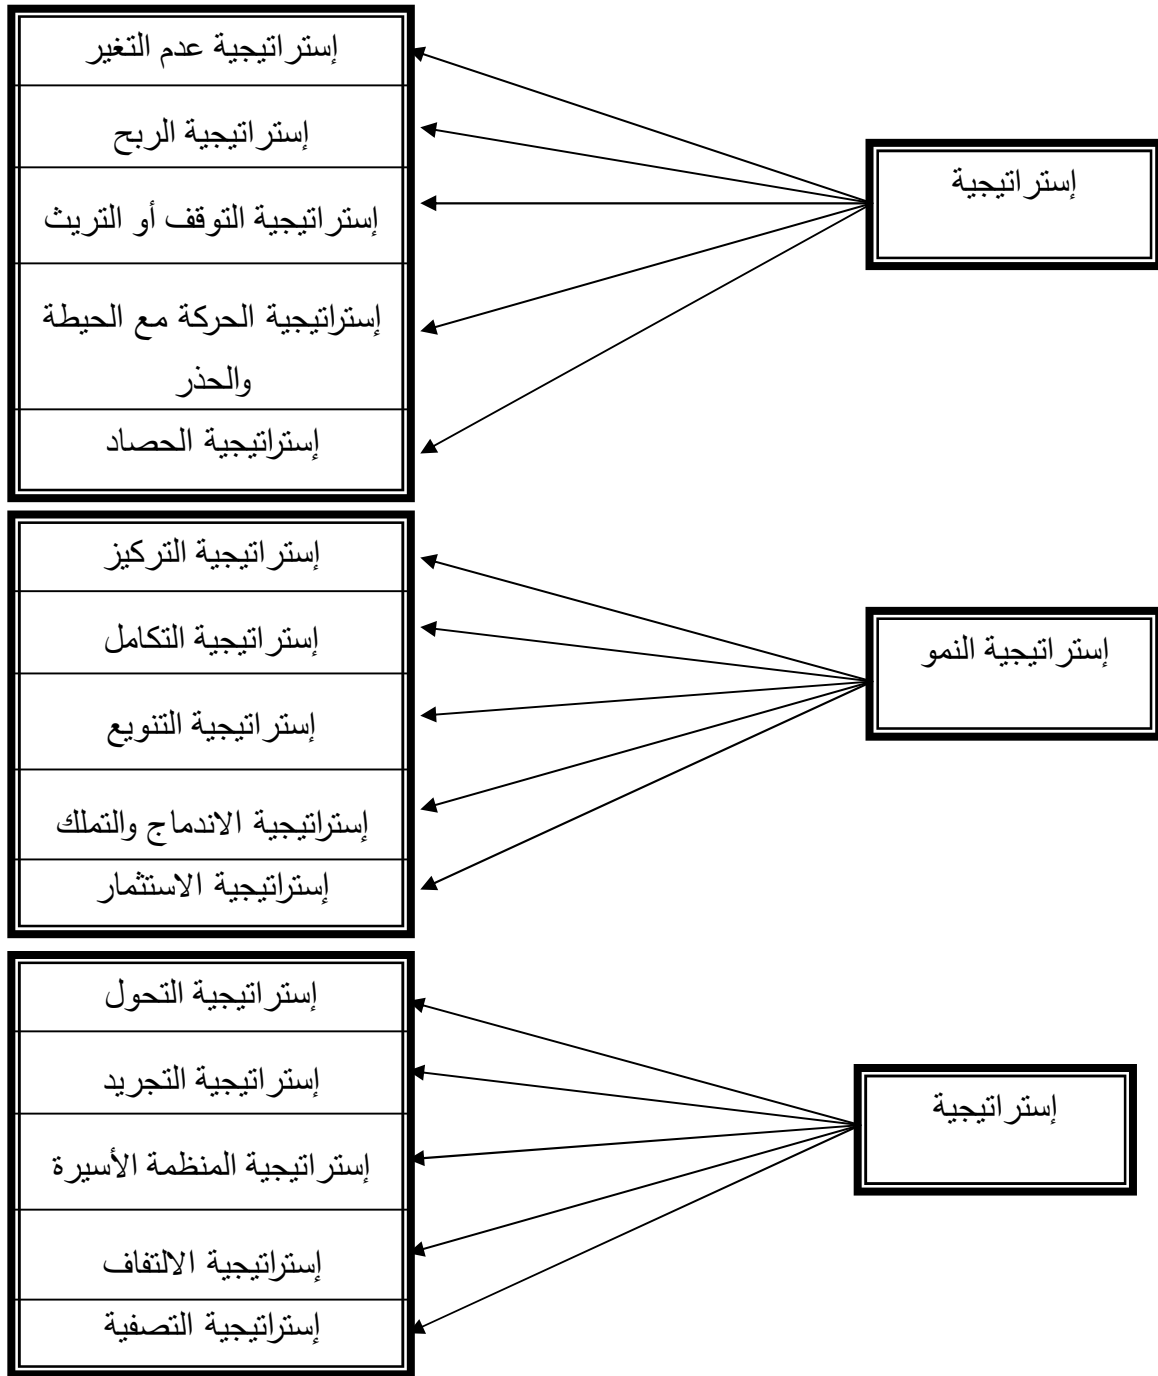 إستراتيجية
إستراتيجية عدم التغير
إستراتيجية الربح
إستراتيجية التوقف أو التريث
إستراتيجية الحركة مع الحيطة
والحذر
إستراتيجية الحصاد
إستراتيجية النمو
إستراتيجية التركيز
إستراتيجية التكامل
إستراتيجية التنويع
إستراتيجية الاندماج والتملك
إستراتيجية الاستثمار
إستراتيجية
إستراتيجية التحول
إستراتيجية التجريد
إستراتيجية المنظمة الأسيرة
إستراتيجية الالتفاف
إستراتيجية التصفية